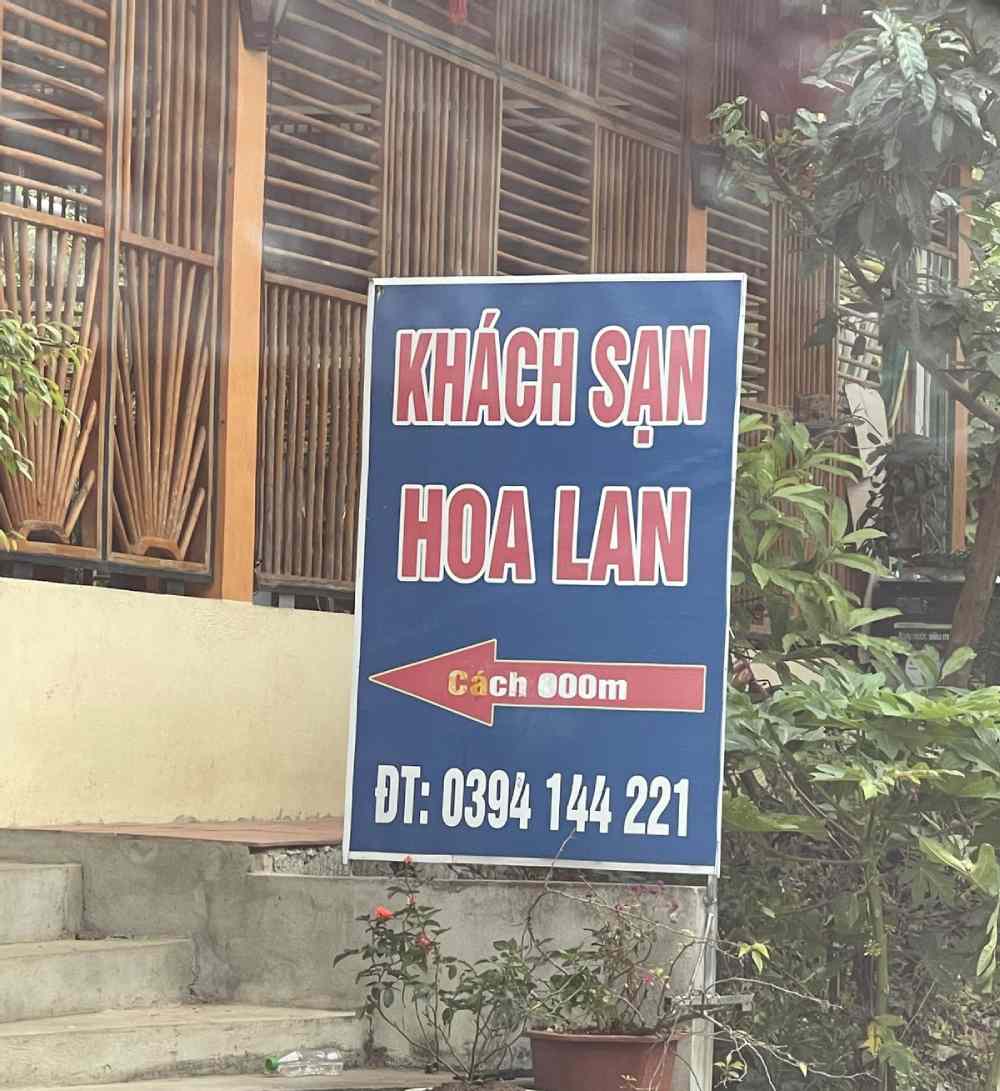 KHÁCH SẠN
HOA LAN
Cách 000m
ĐT: 0394 144 221